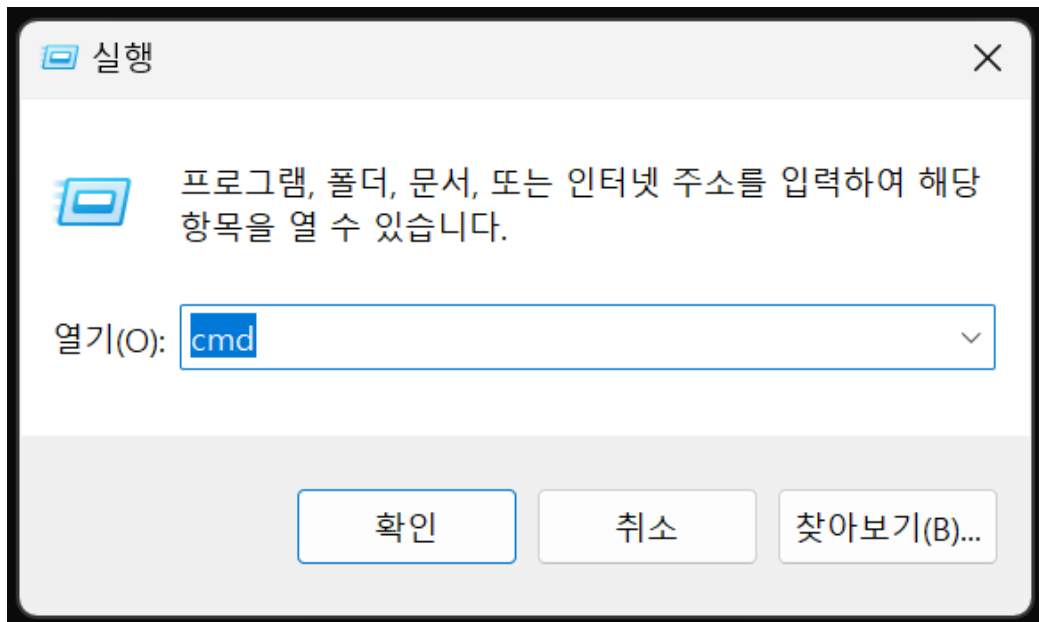 실행
프로그램, 폴더, 문서, 또는 인터넷 주소를 입력하여 해당
항목을 열 수 있습니다.
열기(O): cmd
확인 취소 찾아보기(B)...